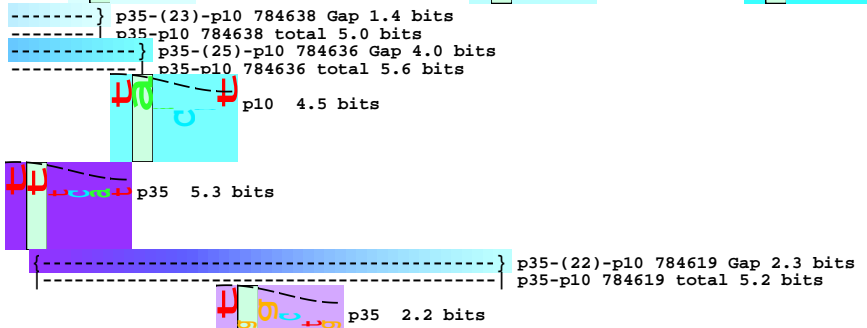 --------} p35-(23)-p10 784638 Gap 1.4 bits
--------| p35-p10 784638 total 5.0 bits
------------} p35-(25)-p10 784636 Gap 4.0 bits
------------- p35-p10 784636 total 5.6 bits
t a c t p10 4.5 bits
t t t c a t p35 5.3 bits
{------------------------------------------} p35-(22)-p10 784619 Gap 2.3 bits
|------------------------------------------| p35-p10 784619 total 5.2 bits
t g g c t g p35 2.2 bits